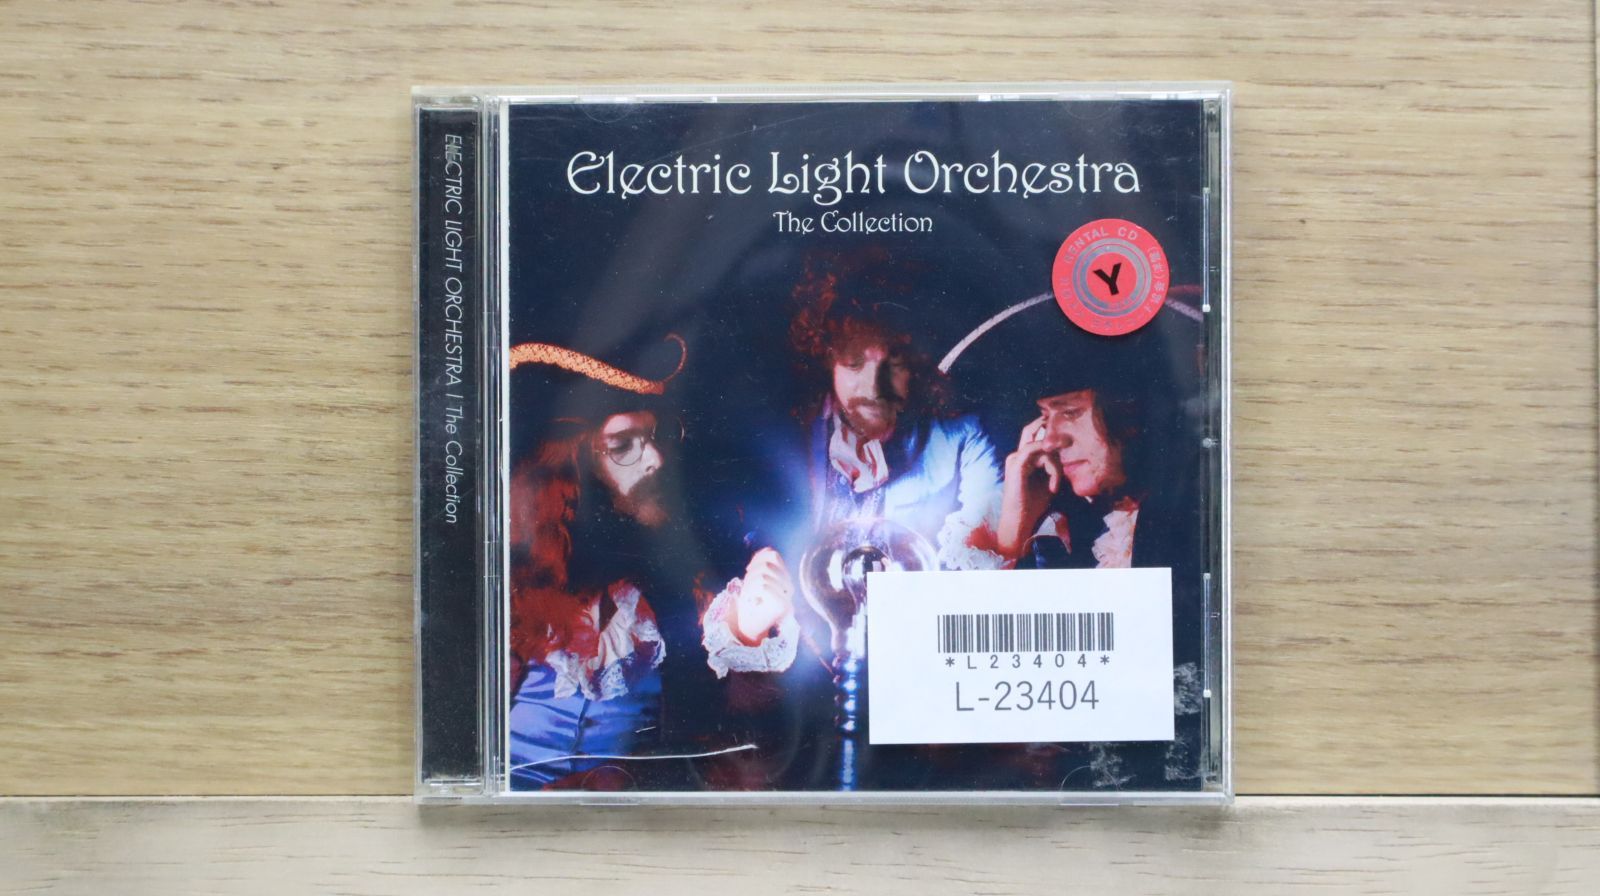 ELECTRIC LIGHT ORCHESTRA / The Collection
Electric Light Orchestra
The Collection
RENTAL CD
Y
*L23404*
L-23404